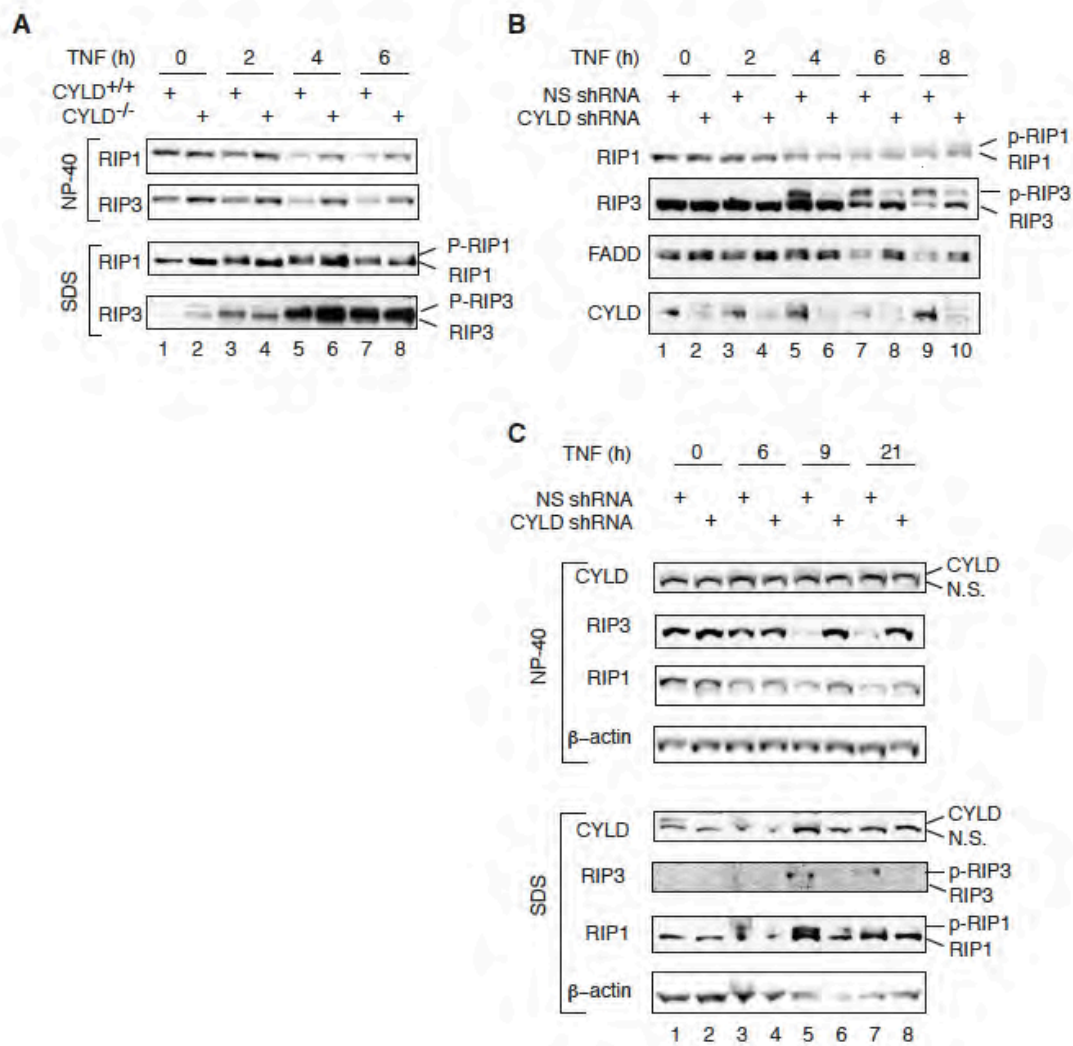 A
TNF (h) 0 2 4 6
CYLD+/+ + + + +
CYLD-/- + + + +
NP-40
RIP1
RIP3
SDS
RIP1 P-RIP1
RIP1
RIP3 P-RIP3
RIP3
1 2 3 4 5 6 7 8
B
TNF (h) 0 2 4 6 8
NS shRNA + + + + +
CYLD shRNA + + + + +
RIP1 p-RIP1
RIP1
RIP3 p-RIP3
RIP3
FADD
CYLD
1 2 3 4 5 6 7 8 9 10
C
TNF (h) 0 6 9 21
NS shRNA + + + +
CYLD shRNA + + + +
NP-40
CYLD CYLD
N.S.
RIP3
RIP1
β-actin
SDS
CYLD CYLD
N.S.
RIP3 p-RIP3
RIP3
RIP1 p-RIP1
RIP1
β-actin
1 2 3 4 5 6 7 8